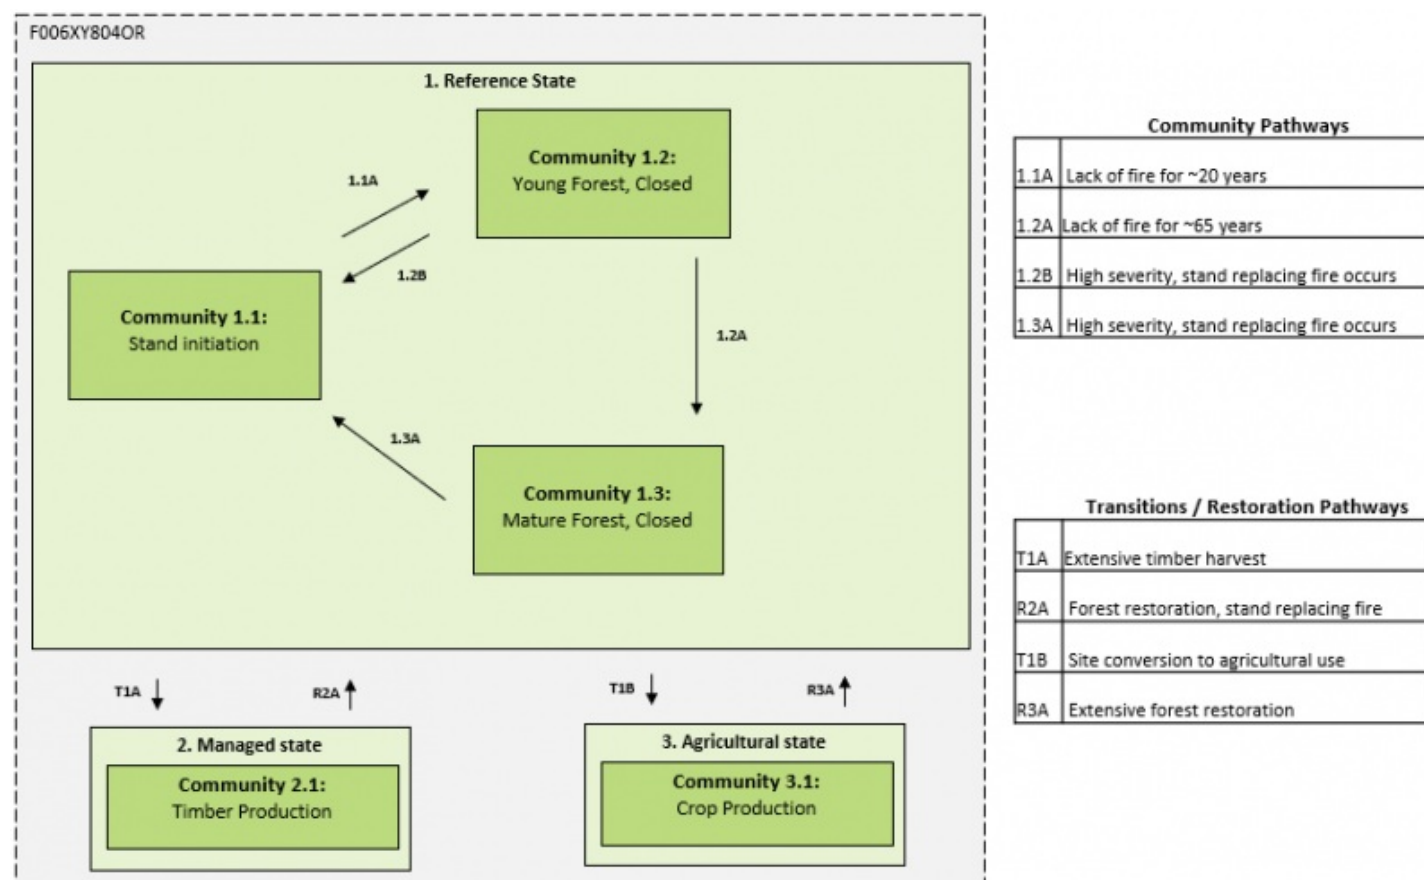 F006XY804OR
1. Reference State
Community 1.2:
Young Forest, Closed
1.1A
1.2B
Community 1.1:
Stand initiation
1.2A
1.3A
Community 1.3:
Mature Forest, Closed
T1A
R2A
T1B
R3A
2. Managed state
Community 2.1:
Timber Production
3. Agricultural state
Community 3.1:
Crop Production
Community Pathways
1.1A Lack of fire for ~20 years
1.2A Lack of fire for ~65 years
1.2B High severity, stand replacing fire occurs
1.3A High severity, stand replacing fire occurs
Transitions / Restoration Pathways
T1A Extensive timber harvest
R2A Forest restoration, stand replacing fire
T1B Site conversion to agricultural use
R3A Extensive forest restoration